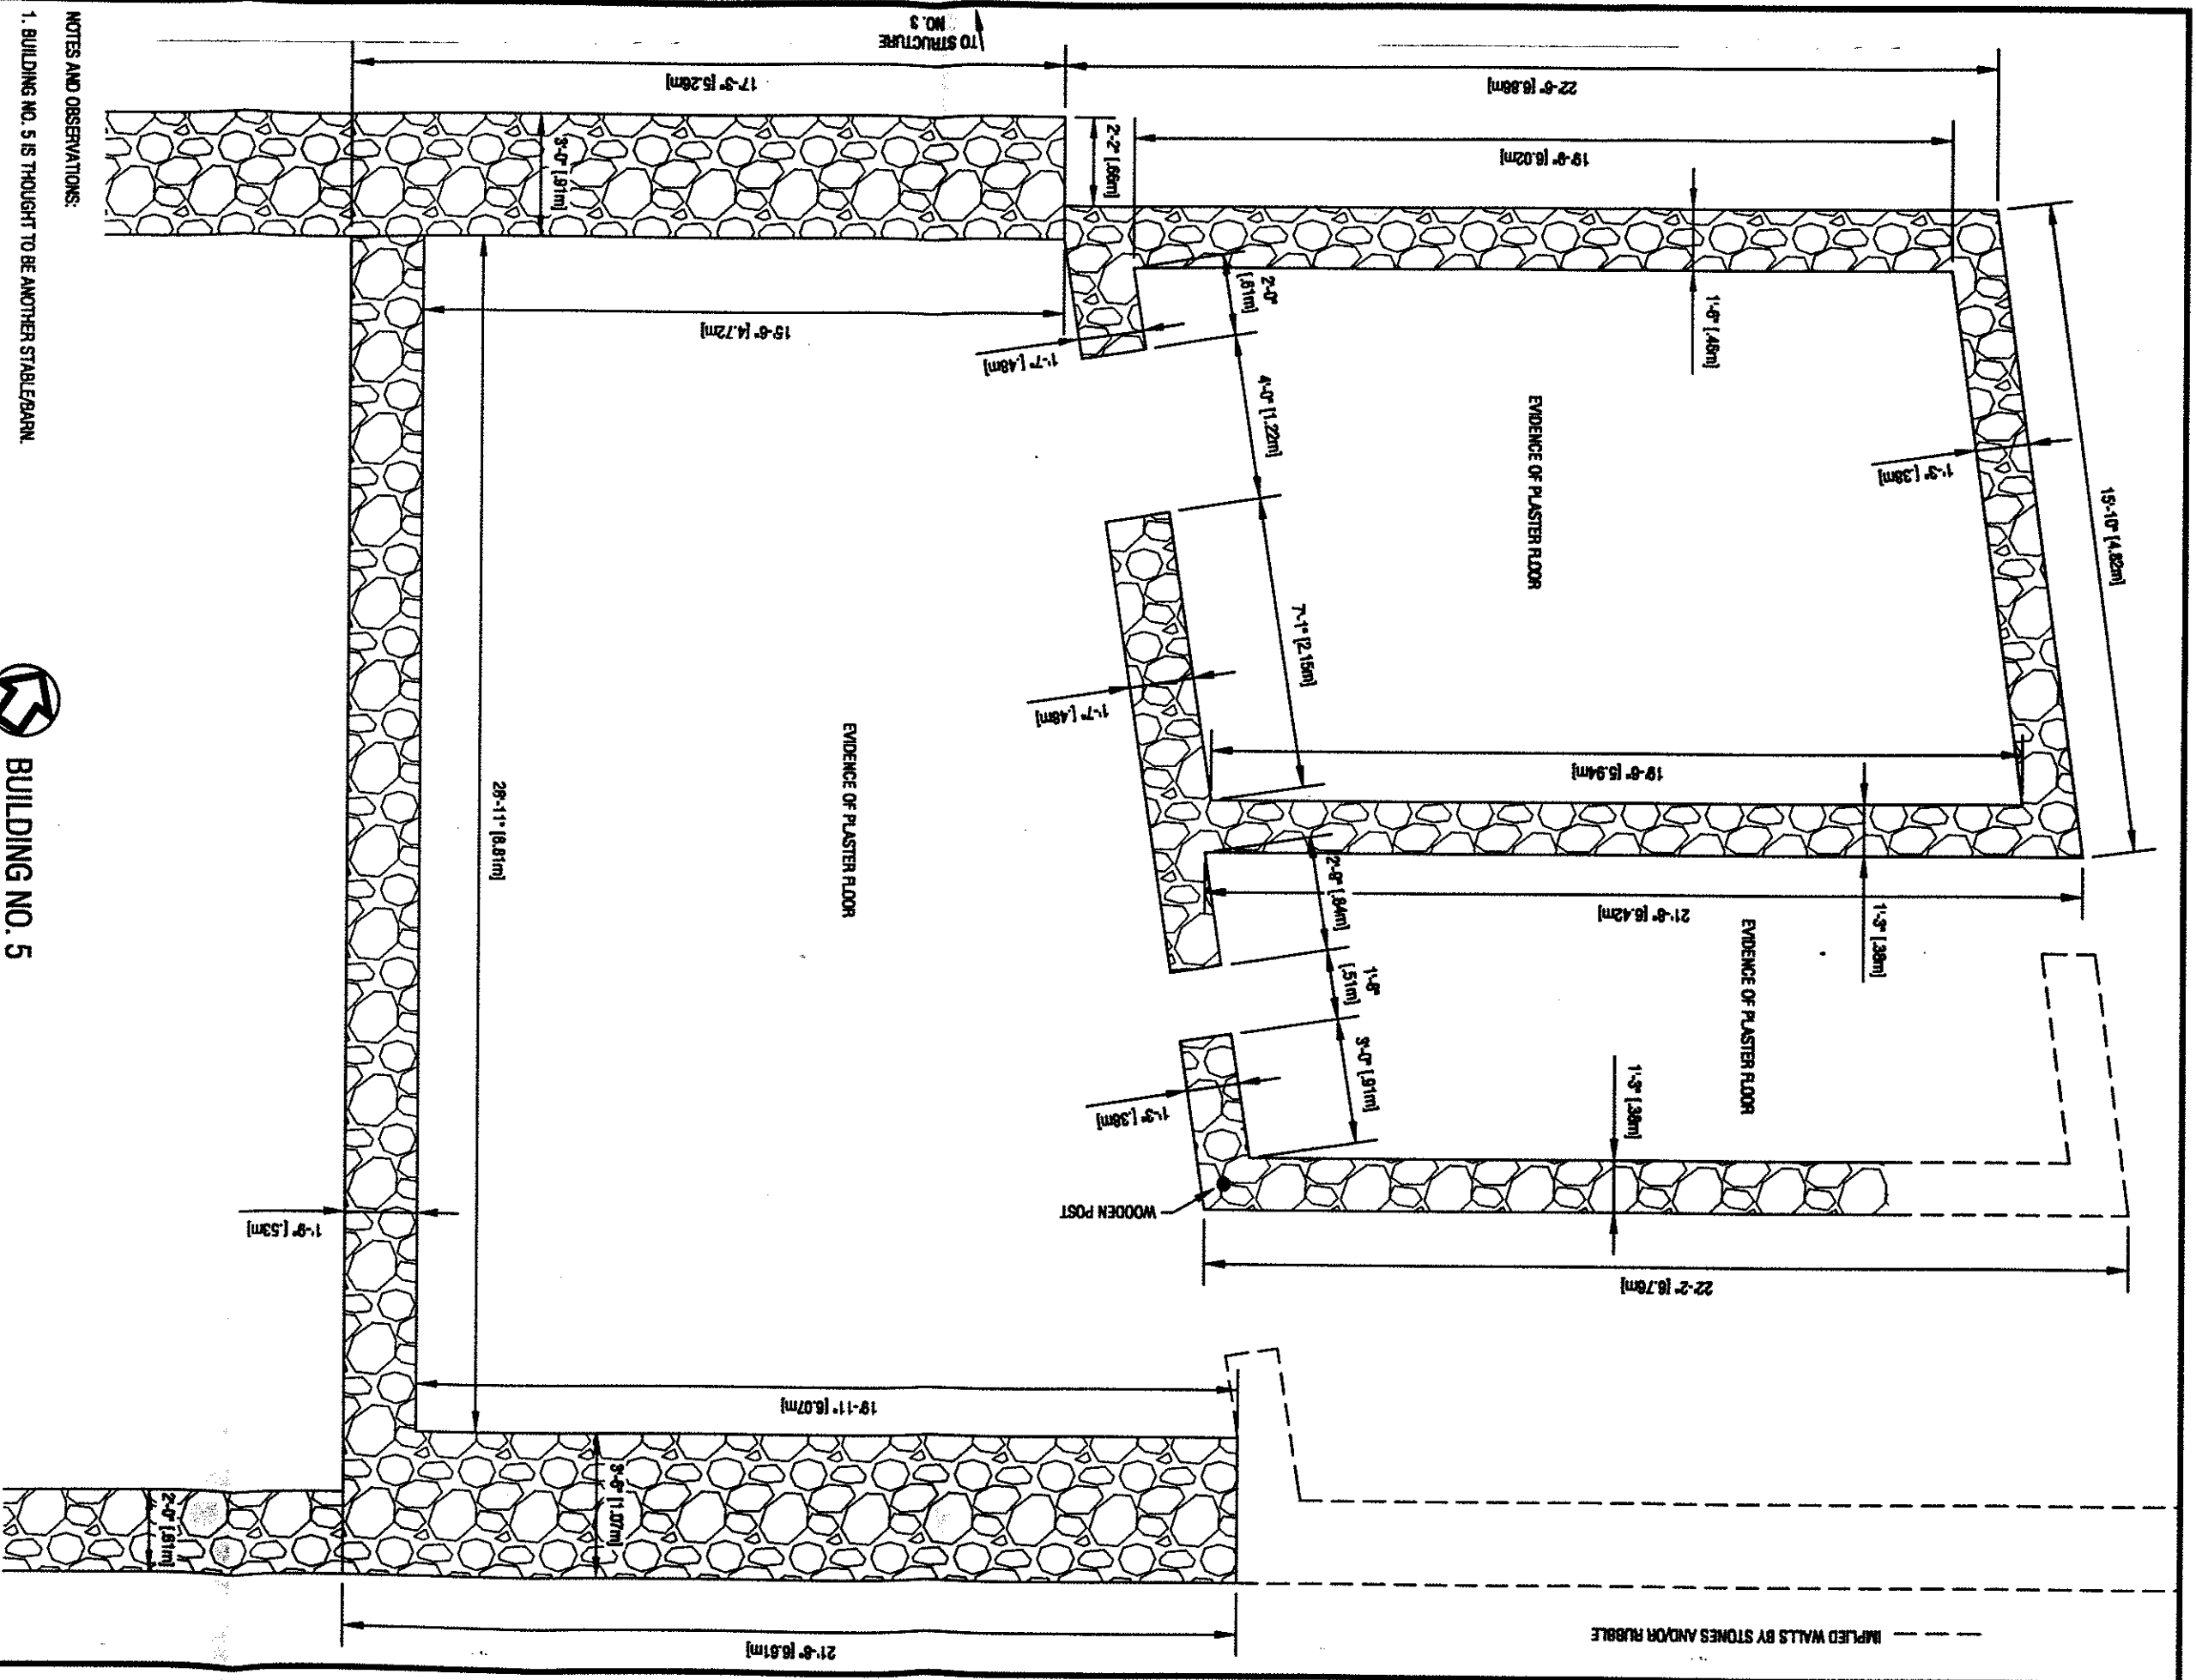 TO STRUCTURE
NO. 3
17'-3" [5.26m]
22'-6" [6.86m]
3'-0" [.91m]
2'-2" [.66m]
19'-9" [6.02m]
15'-10" [4.82m]
1'-6" [.46m]
2'-0"
[.61m]
15'-6" [4.72m]
1'-7" [.48m]
4'-0" [1.22m]
EVIDENCE OF PLASTER FLOOR
1'-3" [.38m]
7'-1" [2.15m]
1'-7" [.48m]
19'-6" [5.94m]
28'-11" [8.81m]
EVIDENCE OF PLASTER FLOOR
2'-9" [.84m]
21'-8" [6.42m]
1'-3" [.38m]
EVIDENCE OF PLASTER FLOOR
1'-8"
[.51m]
3'-0" [.91m]
1'-3" [.38m]
1'-3" [.38m]
WOODEN POST
1'-9" [.53m]
22'-2" [6.76m]
19'-11" [6.07m]
3'-6" [1.07m]
2'-0" [.61m]
21'-8" [6.61m]
IMPLIED WALLS BY STONES AND/OR RUBBLE
NOTES AND OBSERVATIONS:
1. BUILDING NO. 5 IS THOUGHT TO BE ANOTHER STABLE/BARN.
BUILDING NO. 5